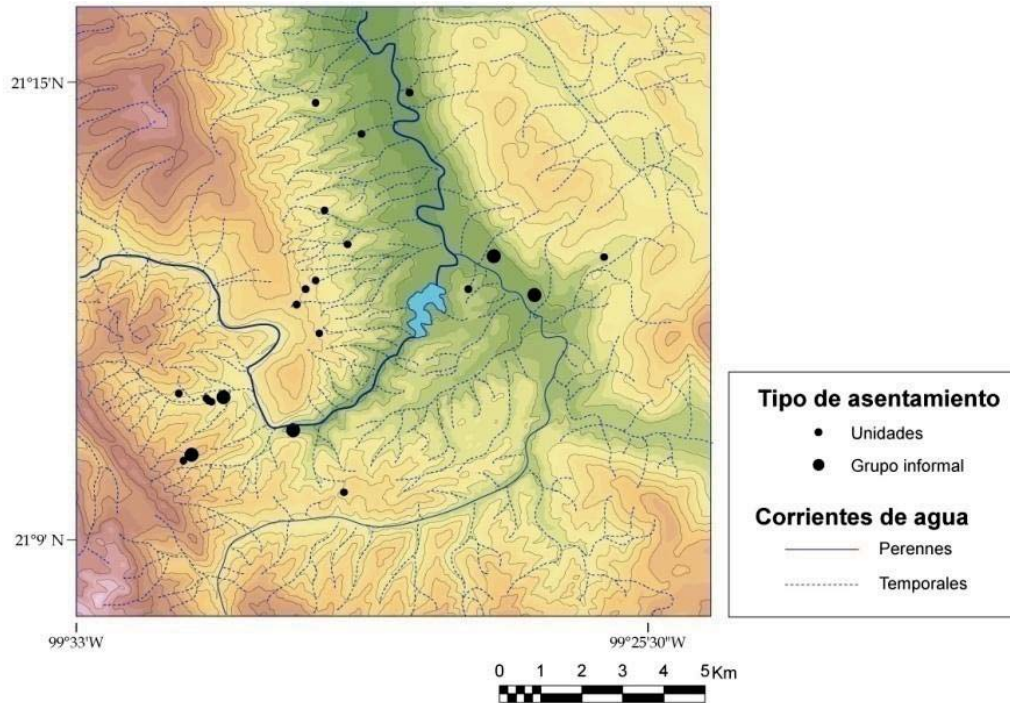 21°15'N
21°9' N
99°33'W
99°25'30"W
Tipo de asentamiento
Unidades
Grupo informal
Corrientes de agua
Perennes
Temporales
0 1 2 3 4 5 Km